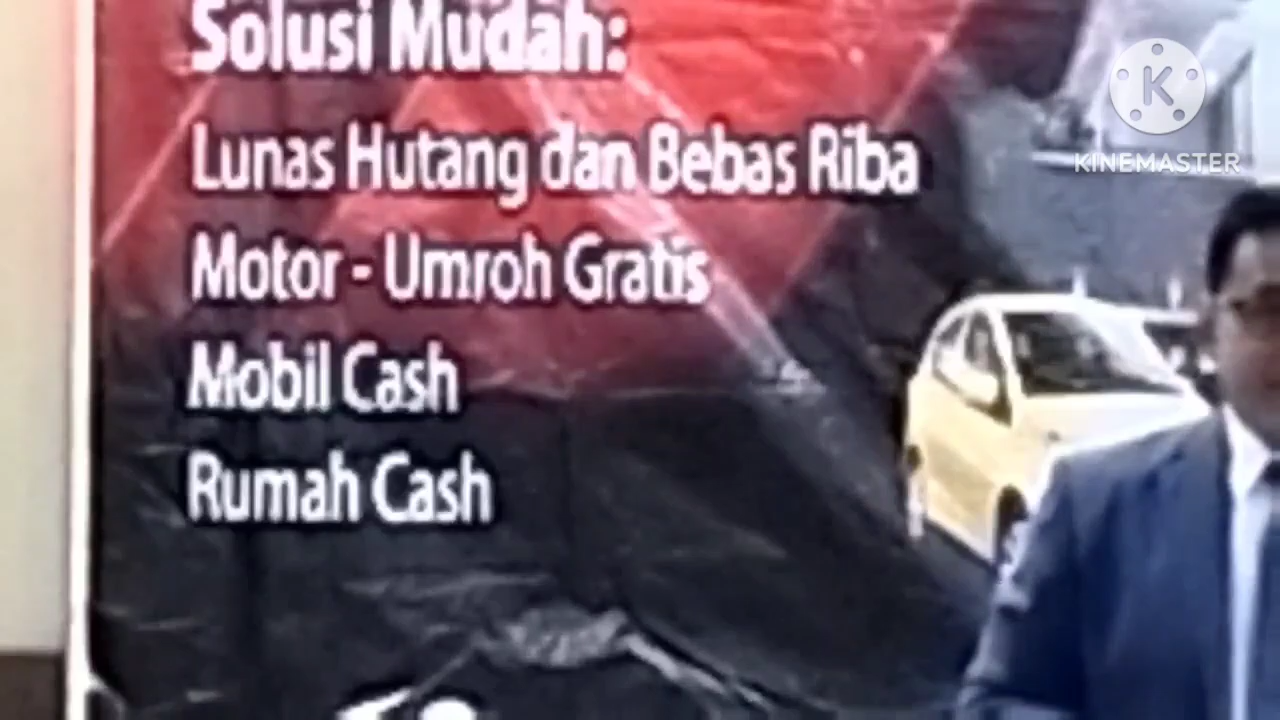 Solusi Mudah:
Lunas Hutang dan Bebas Riba
Motor - Umroh Gratis
Mobil Cash
Rumah Cash
K
KINEMASTER